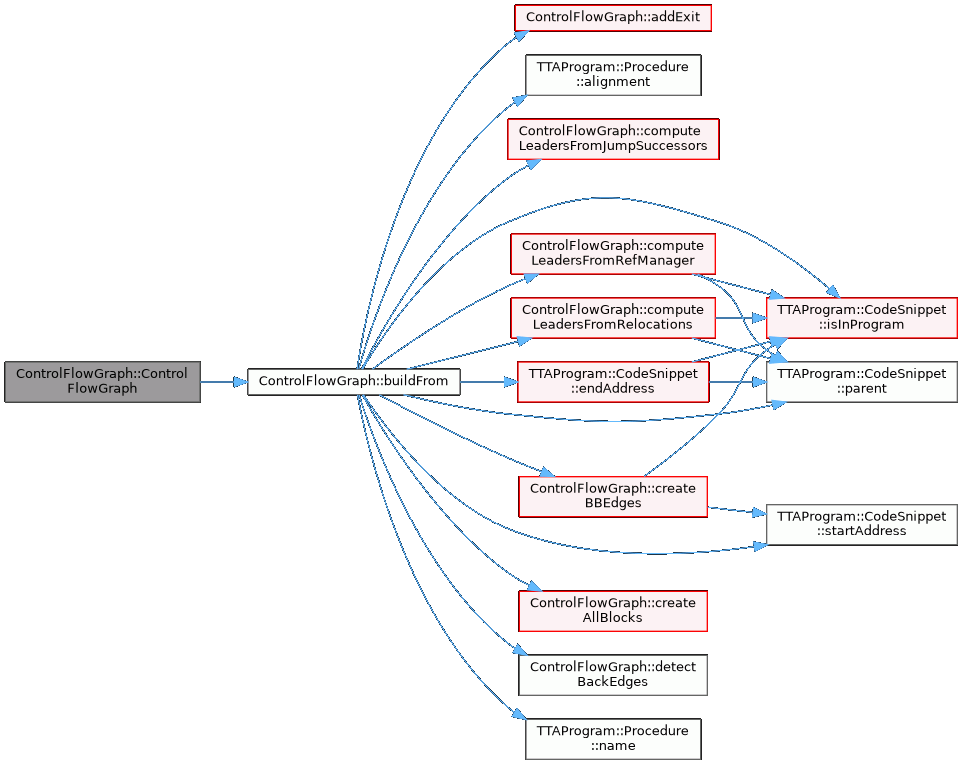 ControlFlowGraph::addExit
TTAProgram::Procedure
::alignment
ControlFlowGraph::compute
LeadersFromJumpSuccessors
ControlFlowGraph::compute
LeadersFromRefManager
ControlFlowGraph::compute
LeadersFromRelocations
TTAProgram::CodeSnippet
::isInProgram
ControlFlowGraph::Control
FlowGraph
ControlFlowGraph::buildFrom
TTAProgram::CodeSnippet
::endAddress
TTAProgram::CodeSnippet
::parent
ControlFlowGraph::create
BBEdges
TTAProgram::CodeSnippet
::startAddress
ControlFlowGraph::create
AllBlocks
ControlFlowGraph::detect
BackEdges
TTAProgram::Procedure
::name